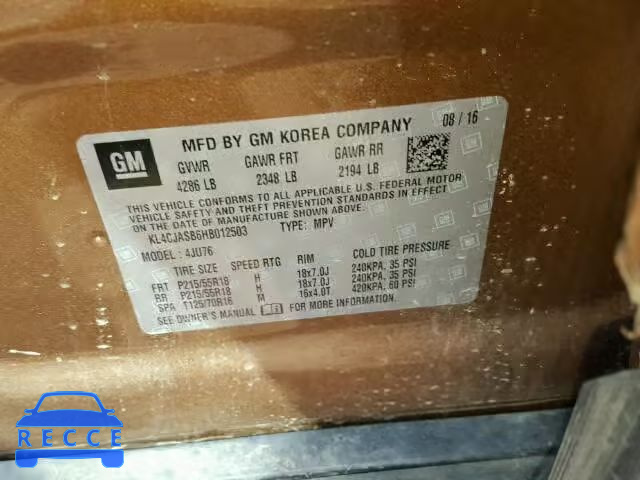 GM
MFD BY GM KOREA COMPANY 08 / 16
GVWR GAWR FRT GAWR RR
4286 LB 2348 LB 2194 LB
THIS VEHICLE CONFORMS TO ALL APPLICABLE U.S. FEDERAL MOTOR
VEHICLE SAFETY AND THEFT PREVENTION STANDARDS IN EFFECT
ON THE DATE OF MANUFACTURE SHOWN ABOVE.
KL4CJASB6HB012503 TYPE: MPV
MODEL: 4JU76
TIRE SIZE SPEED RTG RIM COLD TIRE PRESSURE
FRT P215/55R18 H 18x7.0J 240KPA, 35 PSI
RR P215/55R18 H 18x7.0J 240KPA, 35 PSI
SPA T125/70R16 M 16x4.0T 420KPA, 60 PSI
SEE OWNER'S MANUAL
RECCE